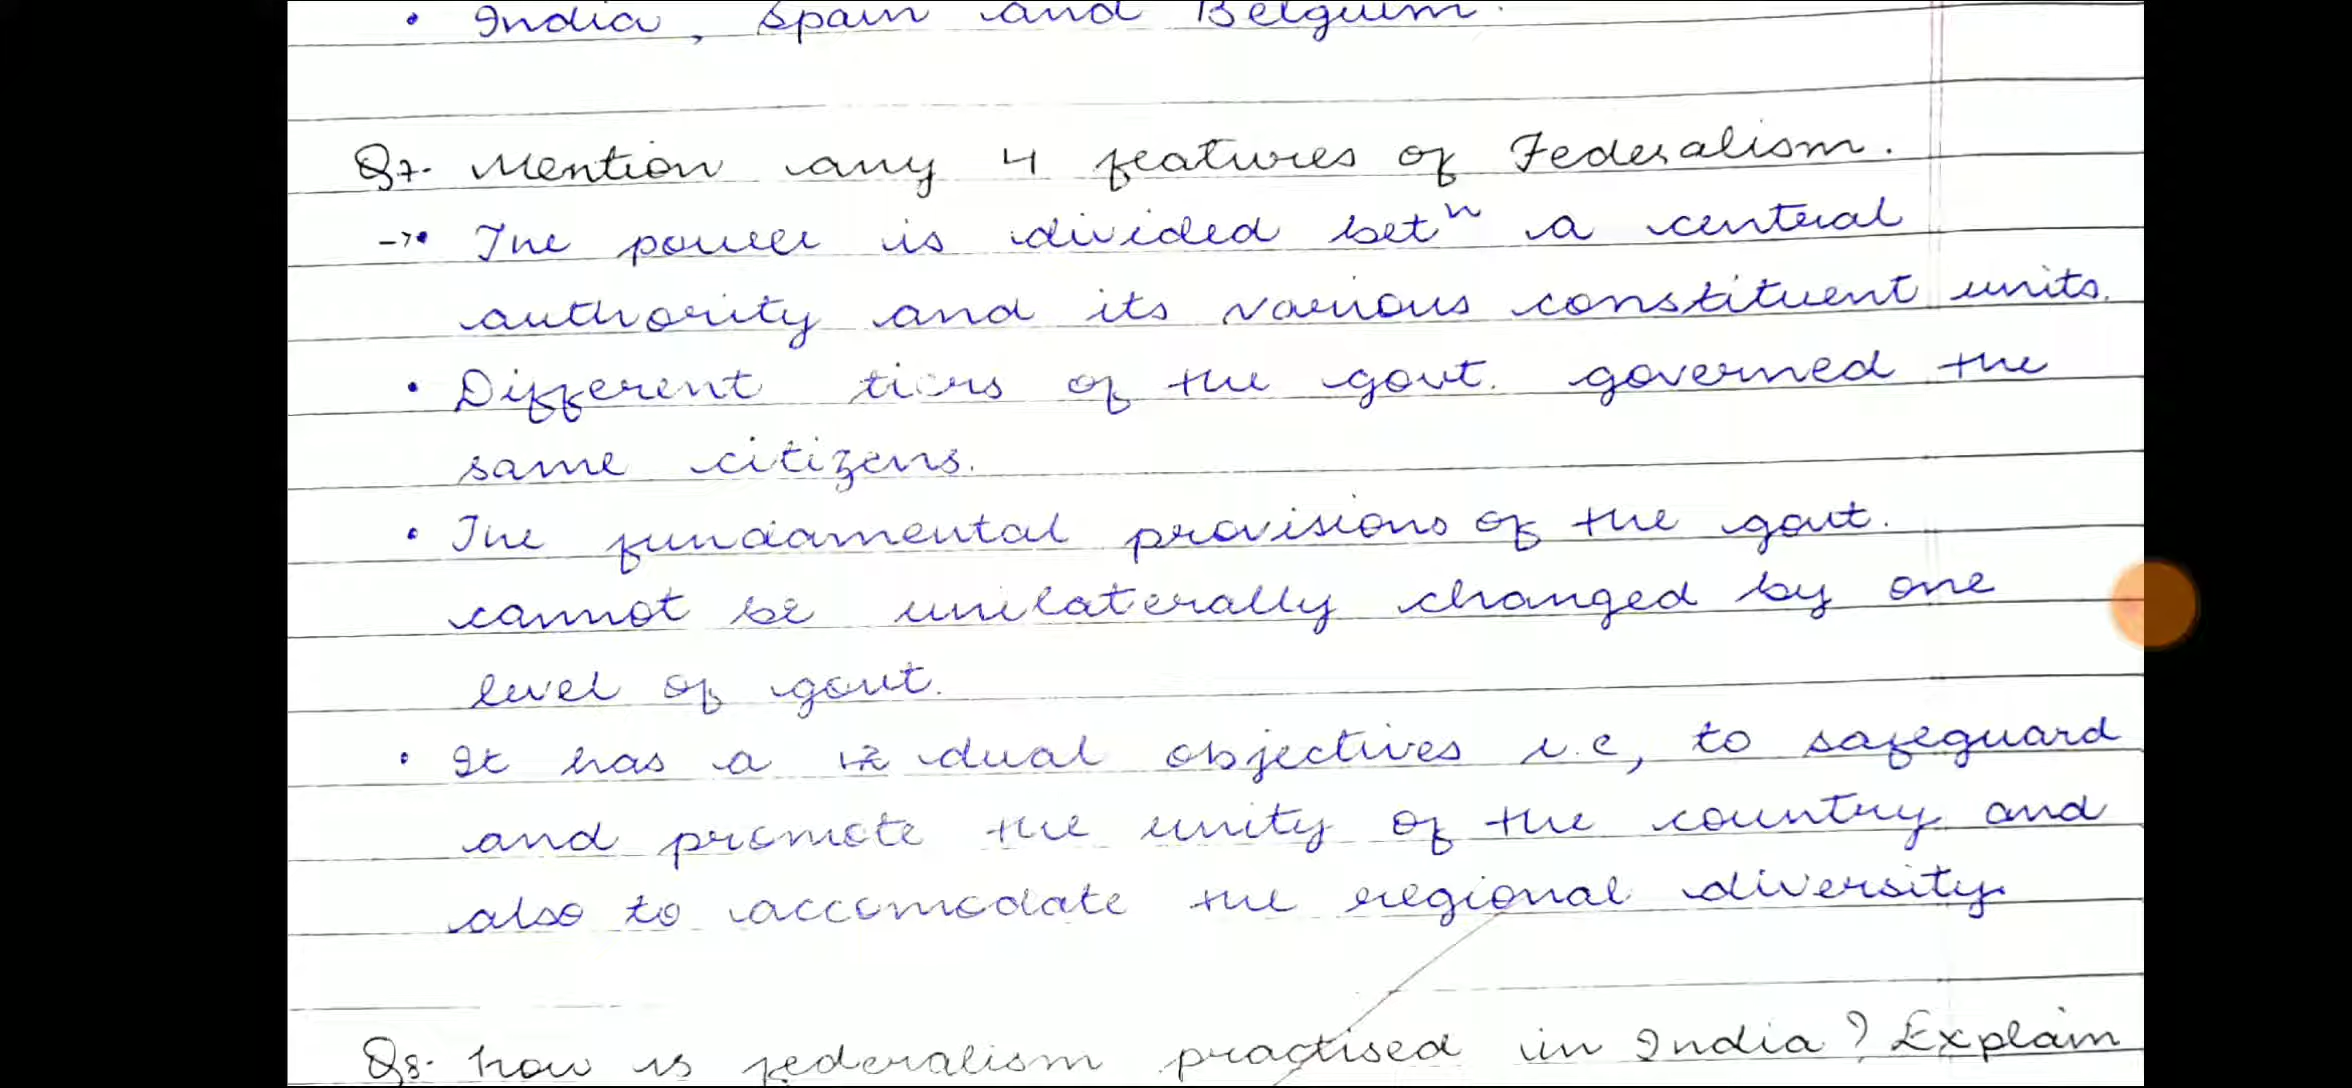 • India, Spain and Belguim.
Q7. Mention any 4 features of Federalism.
→• The power is divided betⁿ a central
authority and its various constituent units.
• Different tiers of the govt. governed the
same citizens.
• The fundamental provisions of the govt.
cannot be unilaterally changed by one
level of govt.
• It has a dual objectives i.e, to safeguard
and promote the unity of the country and
also to accomodate the regional diversity.
Q8. How is federalism practised in India? Explain